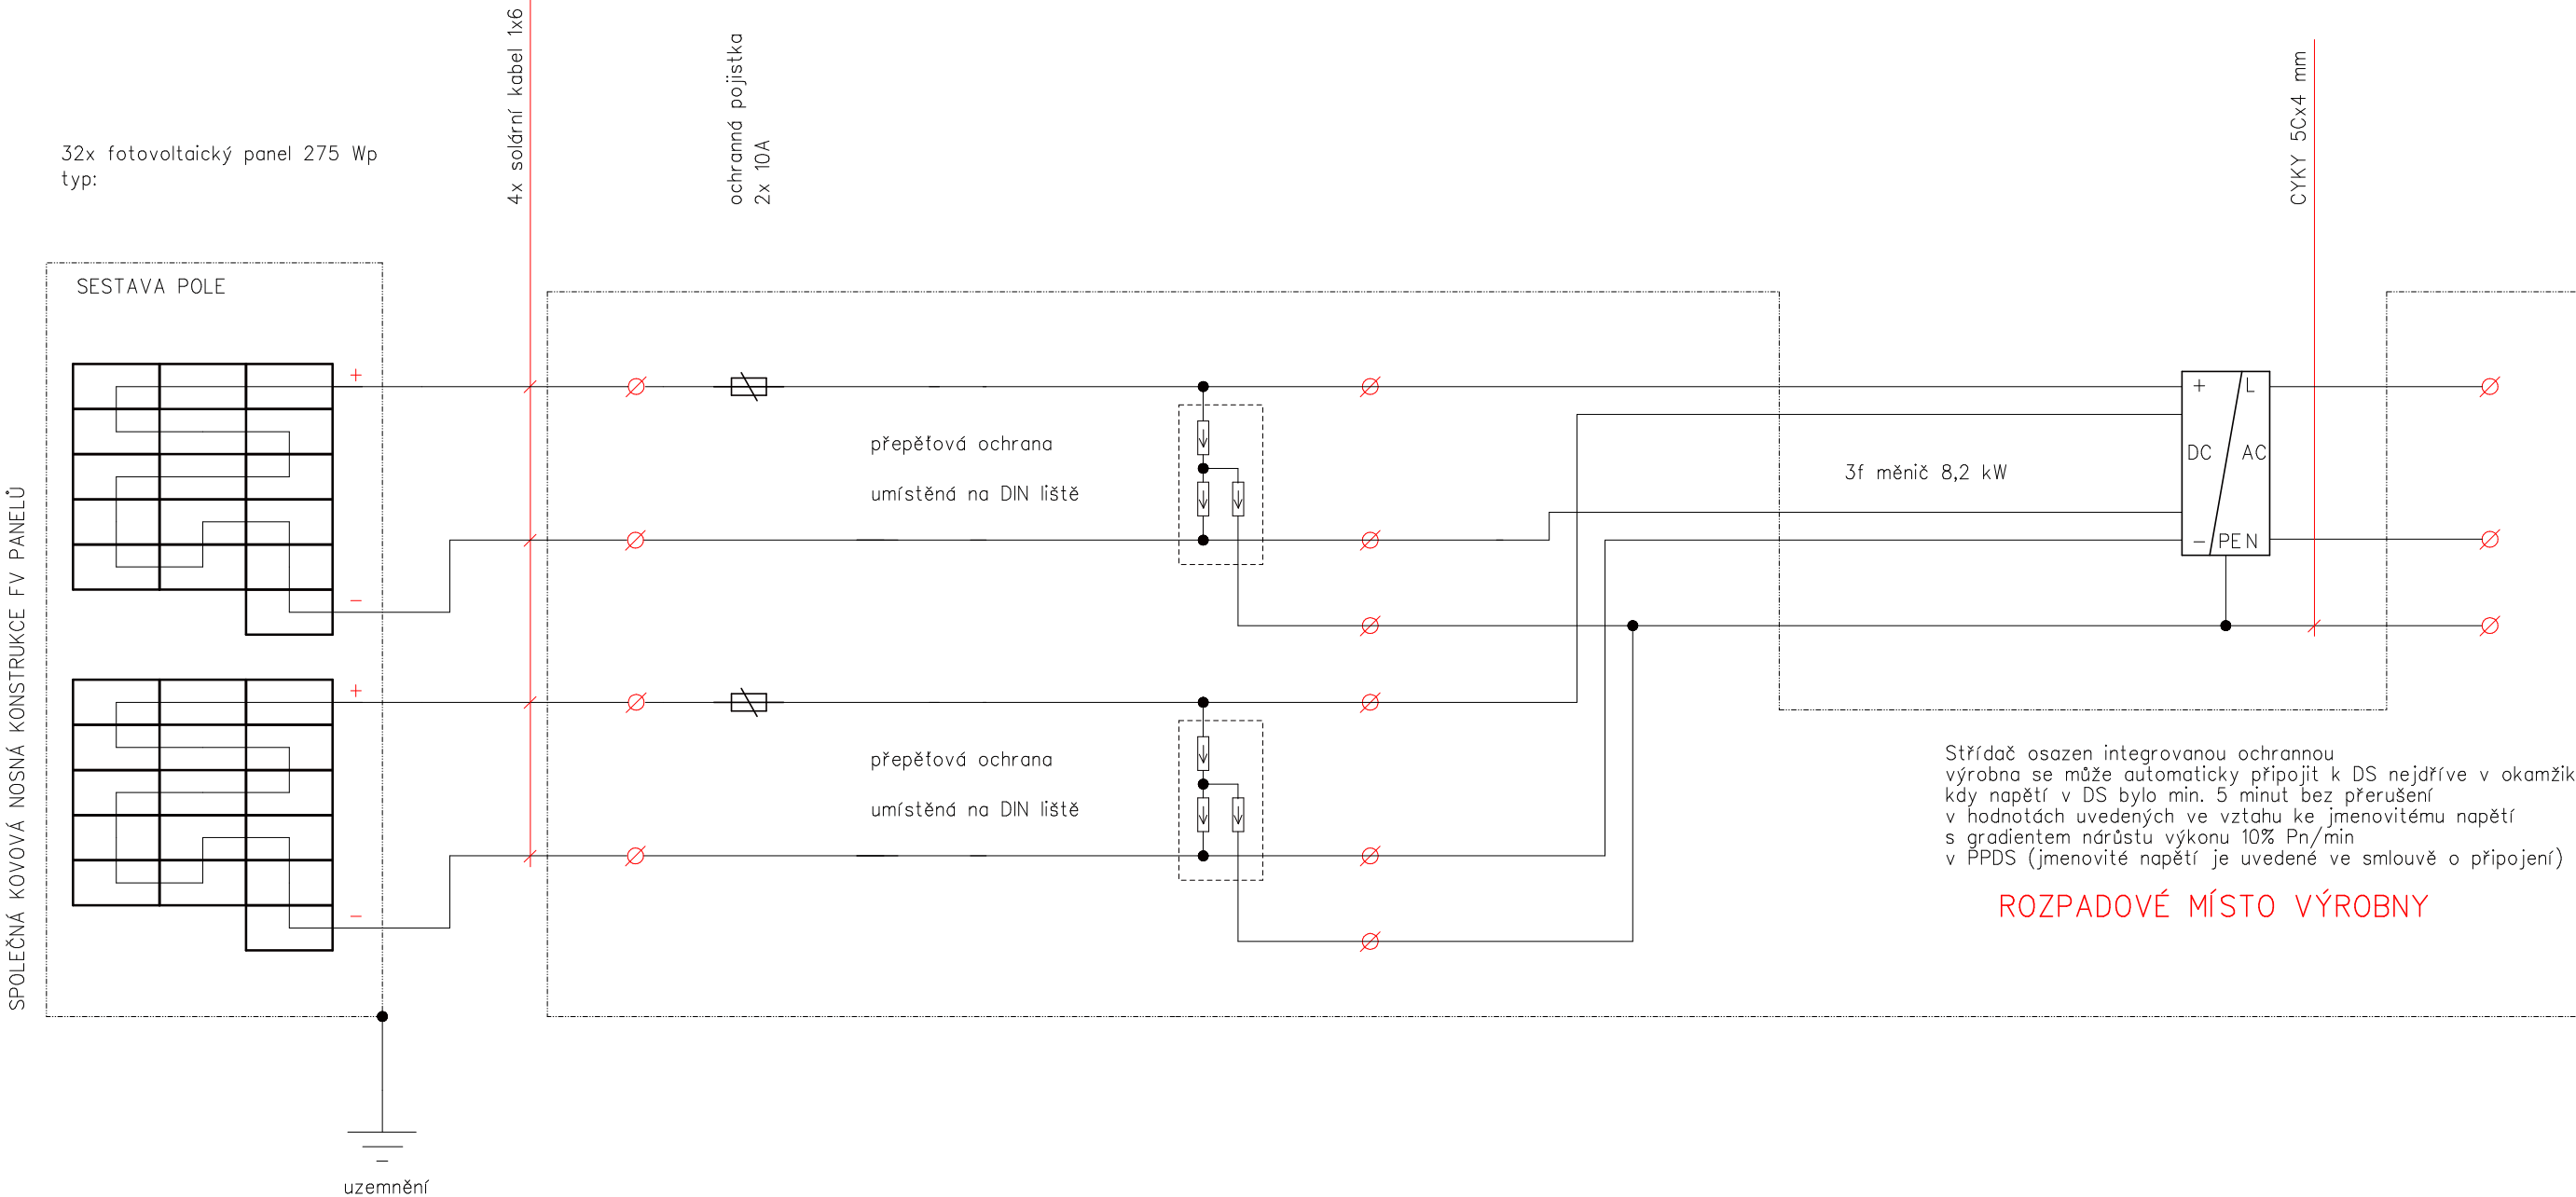 4x solární kabel 1x6
ochranná pojistka
2x 10A
CYKY 5Cx4 mm
32x fotovoltaický panel 275 Wp
typ:
SESTAVA POLE
SPOLEČNÁ KOVOVÁ NOSNÁ KONSTRUKCE FV PANELŮ
+
−
+
−
přepěťová ochrana
umístěná na DIN liště
přepěťová ochrana
umístěná na DIN liště
3f měnič 8,2 kW
+ L
DC AC
− PE N
Střídač osazen integrovanou ochrannou
výrobna se může automaticky připojit k DS nejdříve v okamžik
kdy napětí v DS bylo min. 5 minut bez přerušení
v hodnotách uvedených ve vztahu ke jmenovitému napětí
s gradientem nárůstu výkonu 10% Pn/min
v PPDS (jmenovité napětí je uvedené ve smlouvě o připojení)
ROZPADOVÉ MÍSTO VÝROBNY
uzemnění